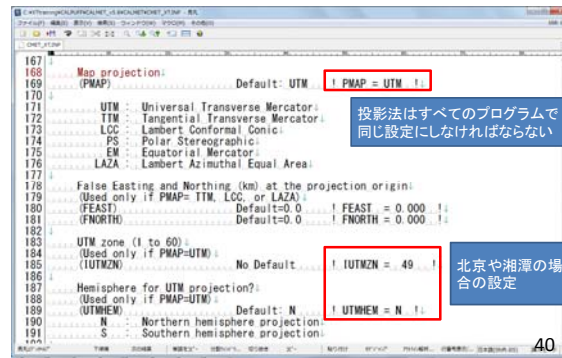 167
168 Map projection
169 (PMAP) Default: UTM ! PMAP = UTM !
170
171 UTM : Universal Transverse Mercator
172 TTM : Tangential Transverse Mercator
173 LCC : Lambert Conformal Conic
174 PS : Polar Stereographic
175 EM : Equatorial Mercator
176 LAZA : Lambert Azimuthal Equal Area
177
178 False Easting and Northing (km) at the projection origin
179 (Used only if PMAP= TTM, LCC, or LAZA)
180 (FEAST) Default=0.0 ! FEAST = 0.000 !
181 (FNORTH) Default=0.0 ! FNORTH = 0.000 !
182
183 UTM zone (1 to 60)
184 (Used only if PMAP=UTM)
185 (IUTMZN) No Default ! IUTMZN = 49 !
186
187 Hemisphere for UTM projection?
188 (Used only if PMAP=UTM)
189 (UTMHEM) Default: N ! UTMHEM = N !
190 N : Northern hemisphere projection
191 S : Southern hemisphere projection
投影法はすべてのプログラムで
同じ設定にしなければならない
北京や湘潭の場
合の設定
40